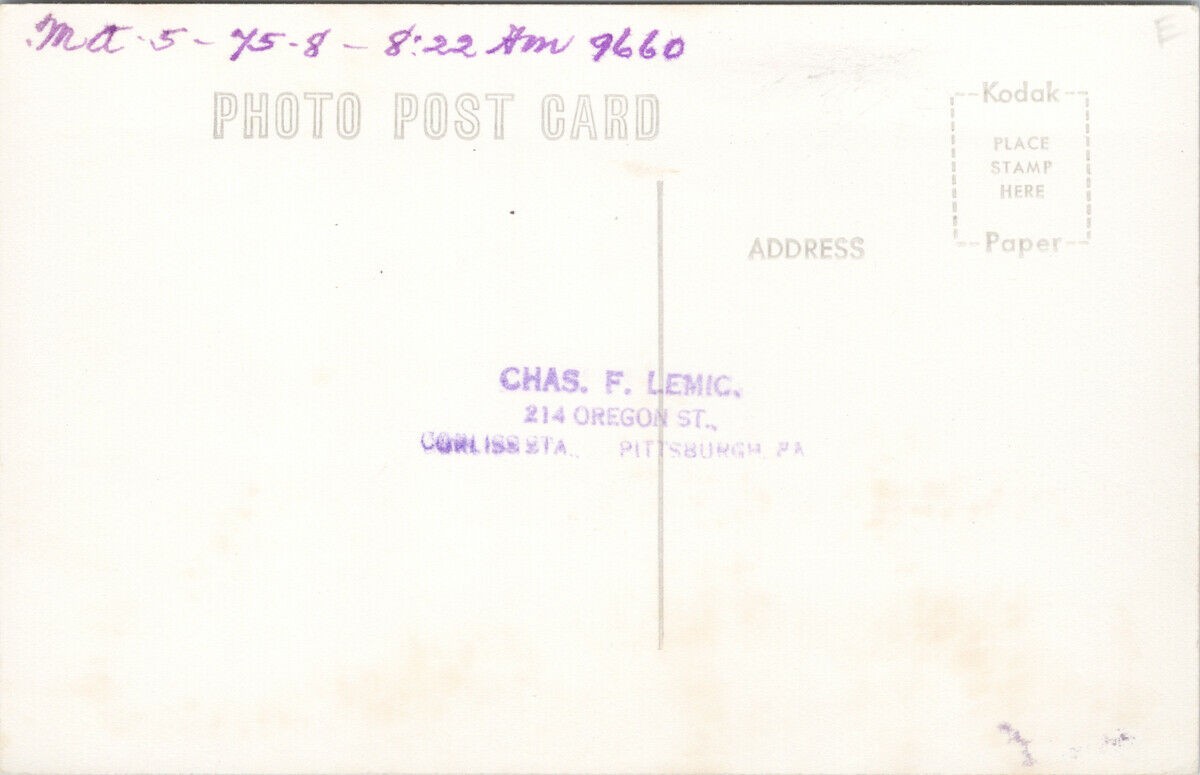 Ma-5-75-8-8:22 Am 9660
PHOTO POST CARD
Kodak
PLACE
STAMP
HERE
Paper
ADDRESS
CHAS. F. LEMIC.
214 OREGON ST.,
CORLISS STA., PITTSBURGH, PA
E